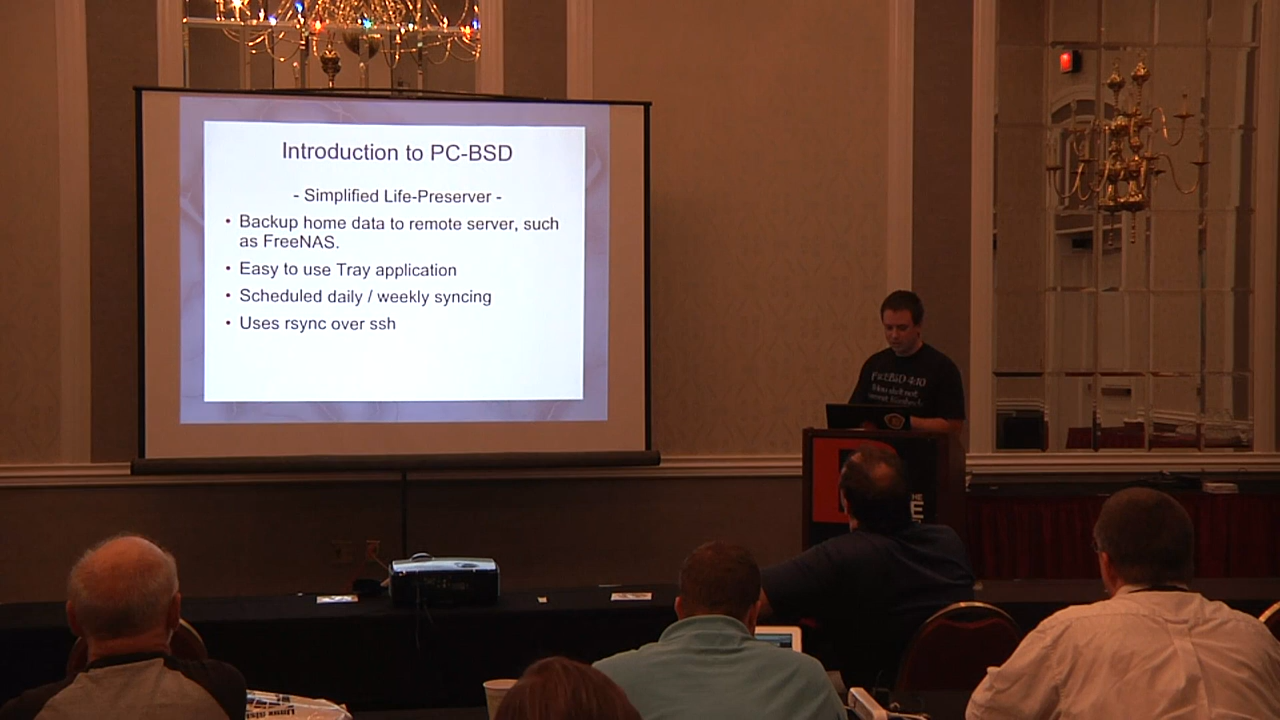 Introduction to PC-BSD
- Simplified Life-Preserver -
• Backup home data to remote server, such
as FreeNAS.
• Easy to use Tray application
• Scheduled daily / weekly syncing
• Uses rsync over ssh
HE